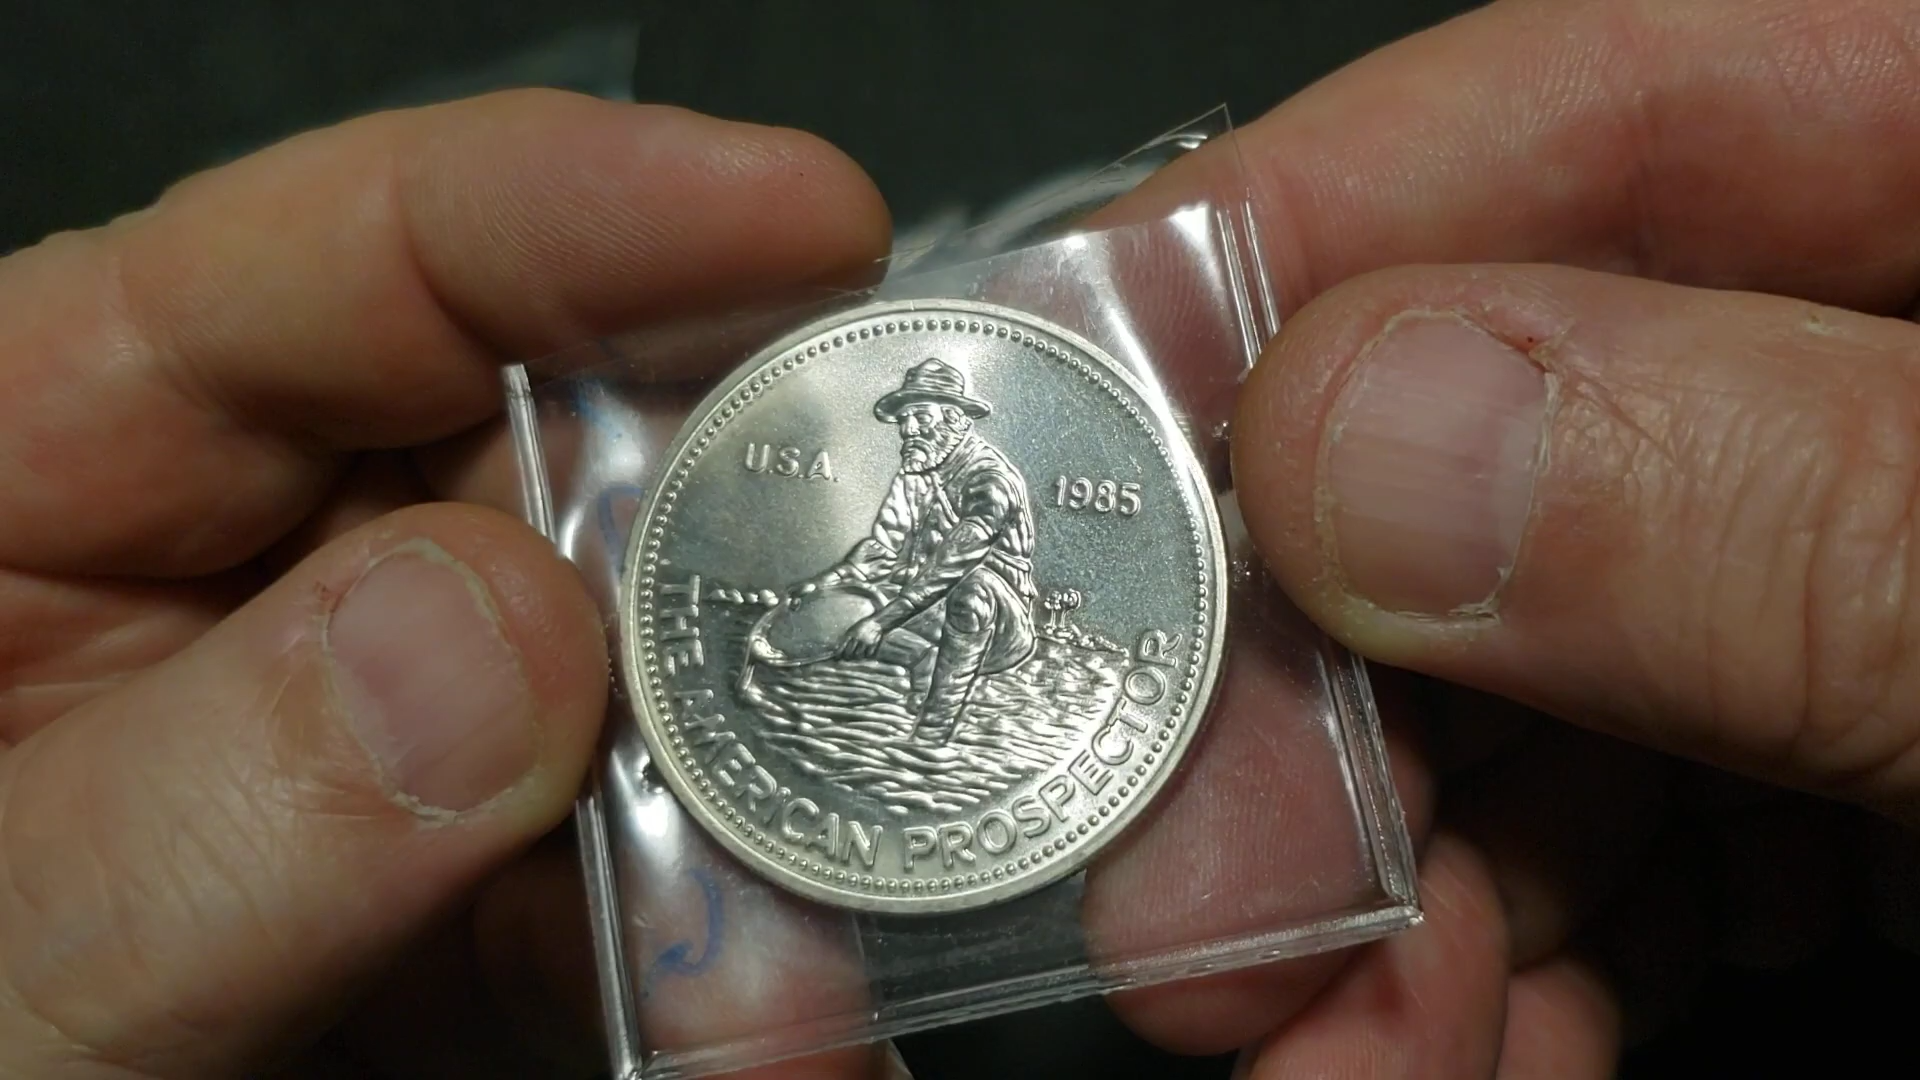 U.S.A.
1985
THE AMERICAN PROSPECTOR